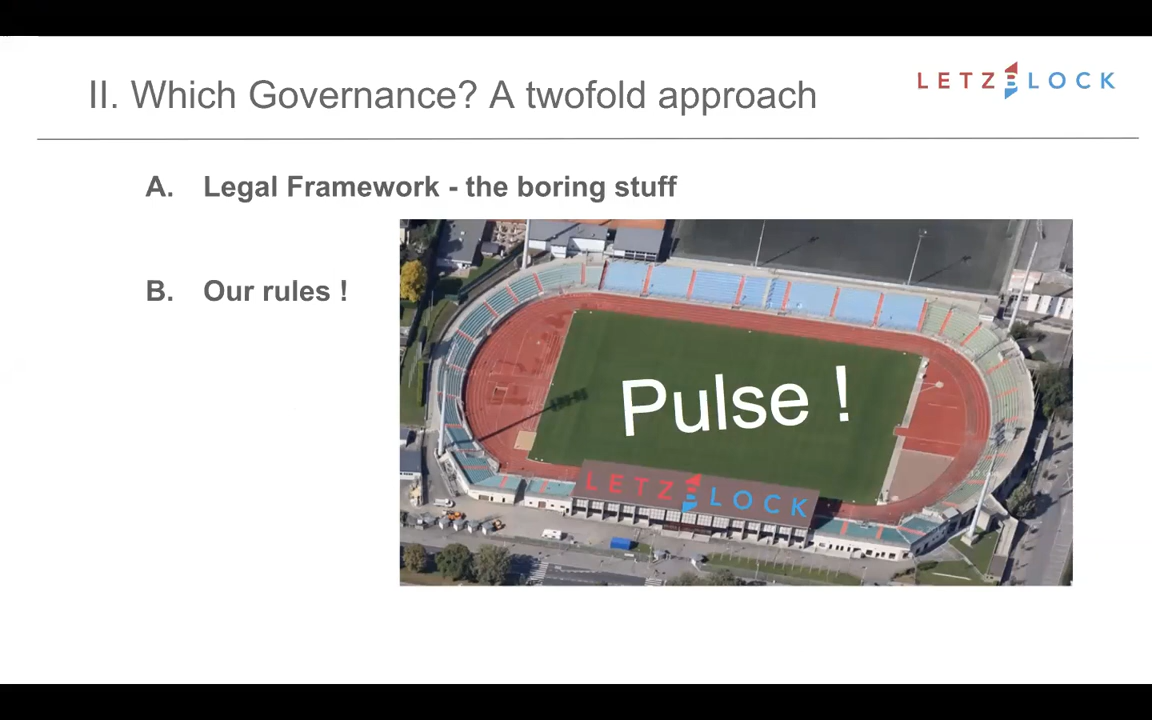 II. Which Governance? A twofold approach
LETZBLOCK
A. Legal Framework - the boring stuff
B. Our rules !
Pulse !
LETZBLOCK